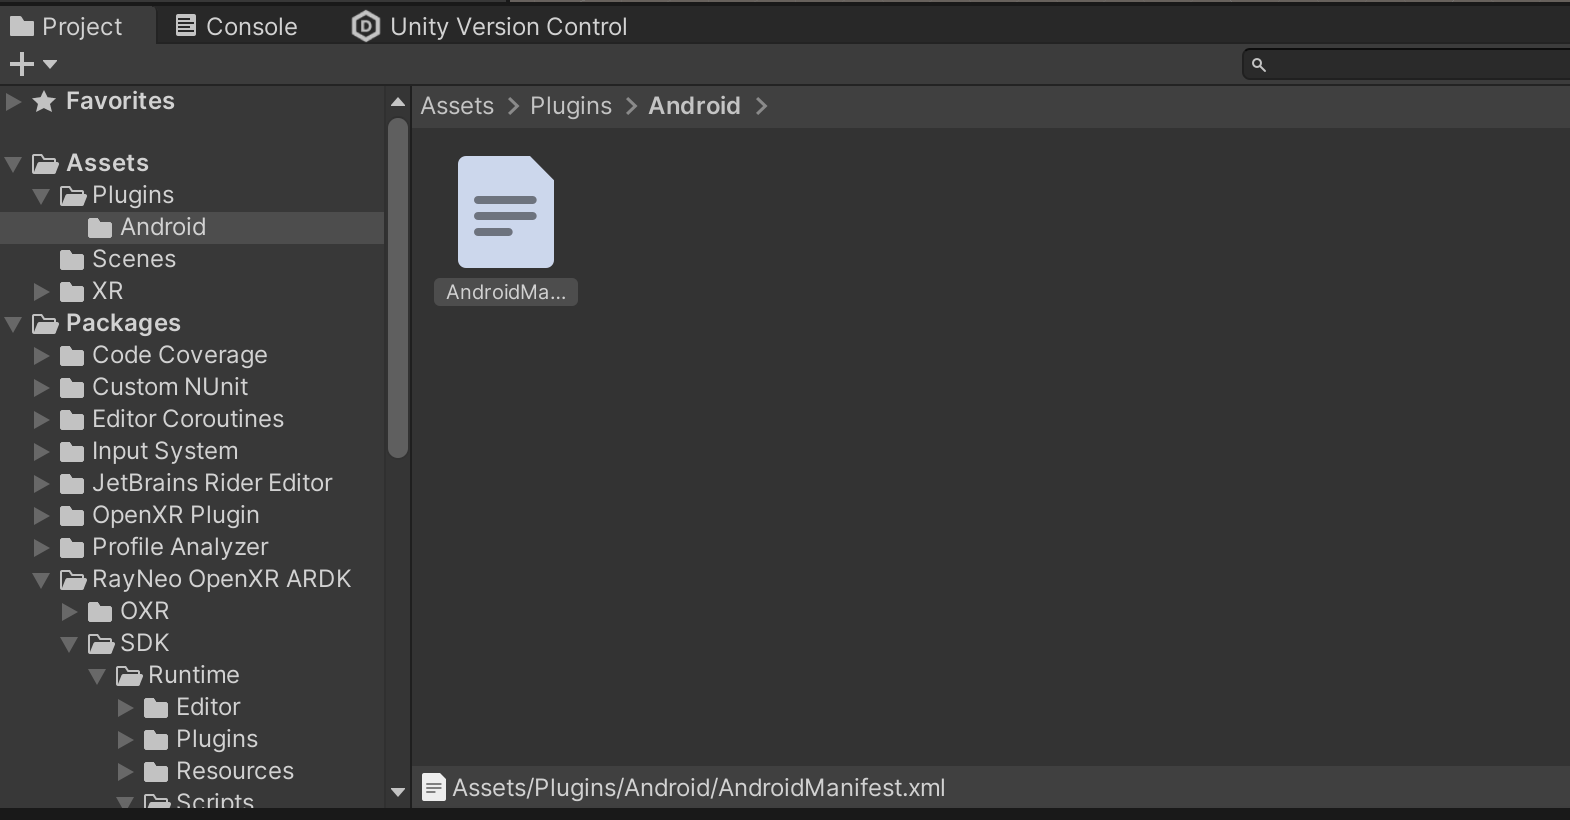 Project
Console
Unity Version Control
Favorites
Assets
Plugins
Android
Scenes
XR
Packages
Code Coverage
Custom NUnit
Editor Coroutines
Input System
JetBrains Rider Editor
OpenXR Plugin
Profile Analyzer
RayNeo OpenXR ARDK
OXR
SDK
Runtime
Editor
Plugins
Resources
Scripts
Assets > Plugins > Android >
AndroidMa...
Assets/Plugins/Android/AndroidManifest.xml